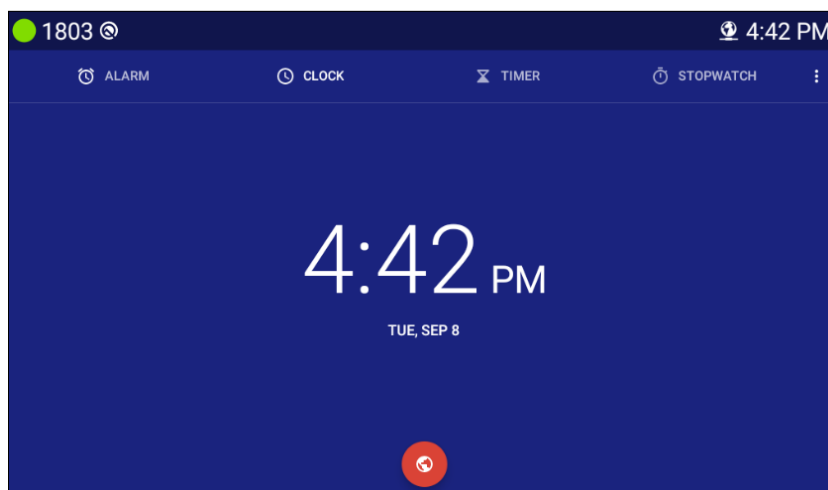 1803 4:42 PM
ALARM CLOCK TIMER STOPWATCH
4:42 PM
TUE, SEP 8